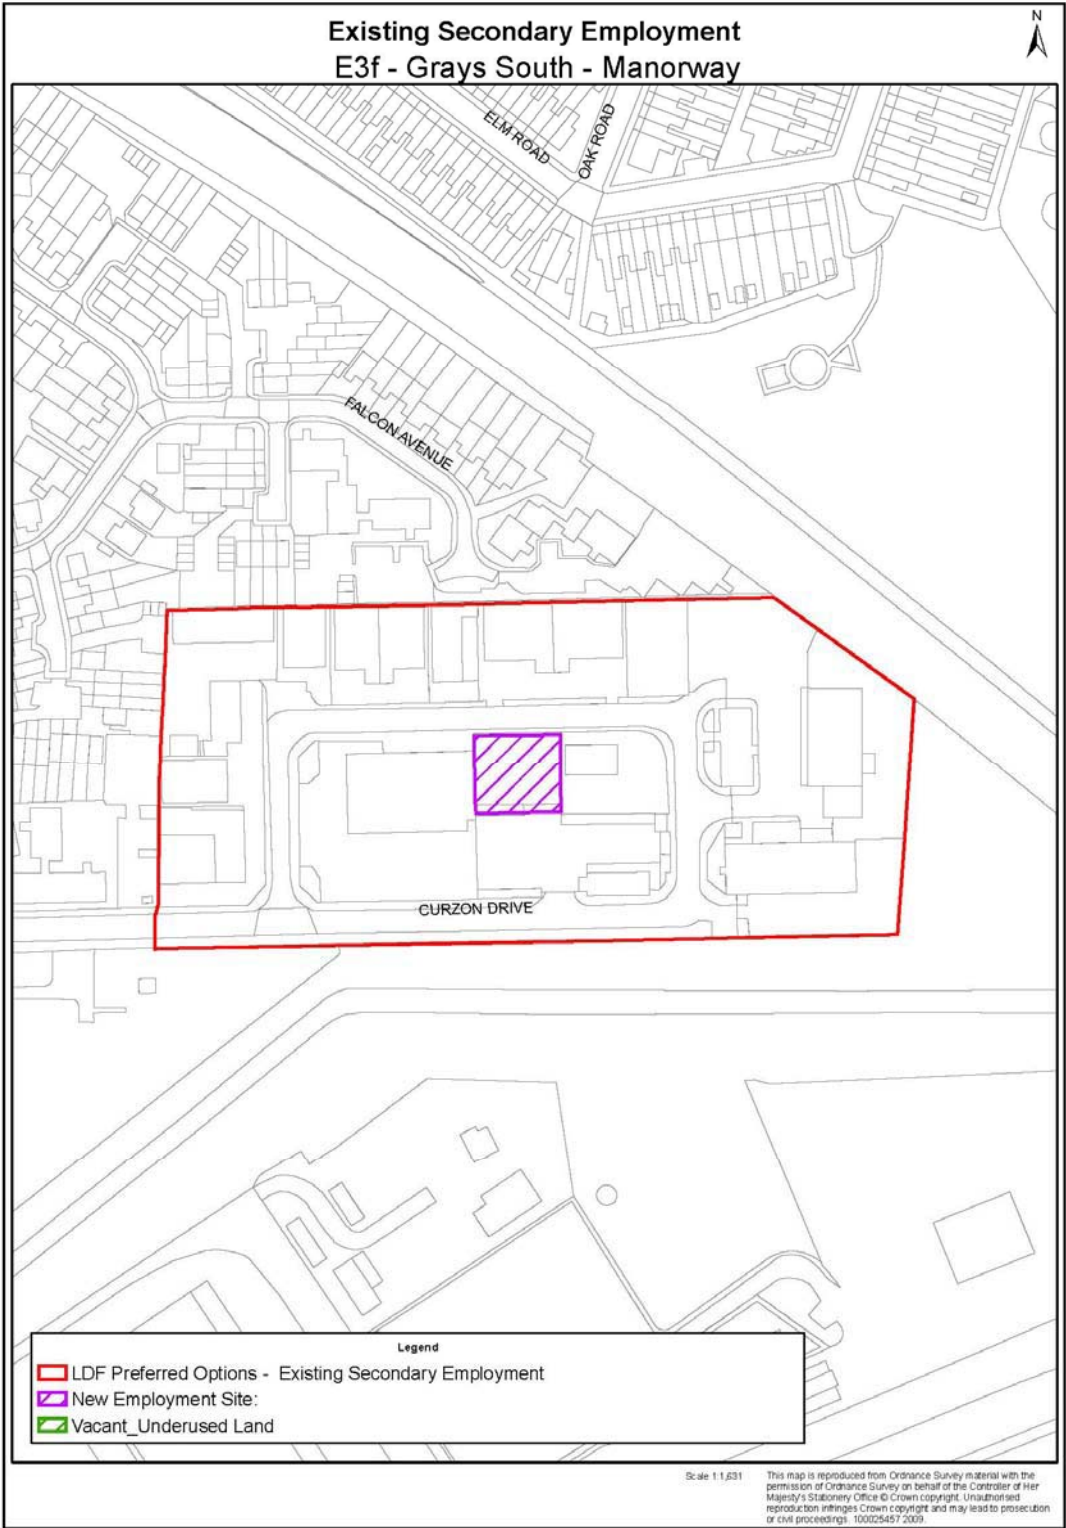 Existing Secondary Employment
E3f - Grays South - Manorway
N
ELM ROAD
OAK ROAD
FALCON AVENUE
CURZON DRIVE
Legend
LDF Preferred Options - Existing Secondary Employment
New Employment Site:
Vacant_Underused Land
Scale 1:1,631
This map is reproduced from Ordnance Survey material with the
permission of Ordnance Survey on behalf of the Controller of Her
Majesty's Stationery Office © Crown copyright. Unauthorised
reproduction infringes Crown copyright and may lead to prosecution
or civil proceedings. 100025457 2009.